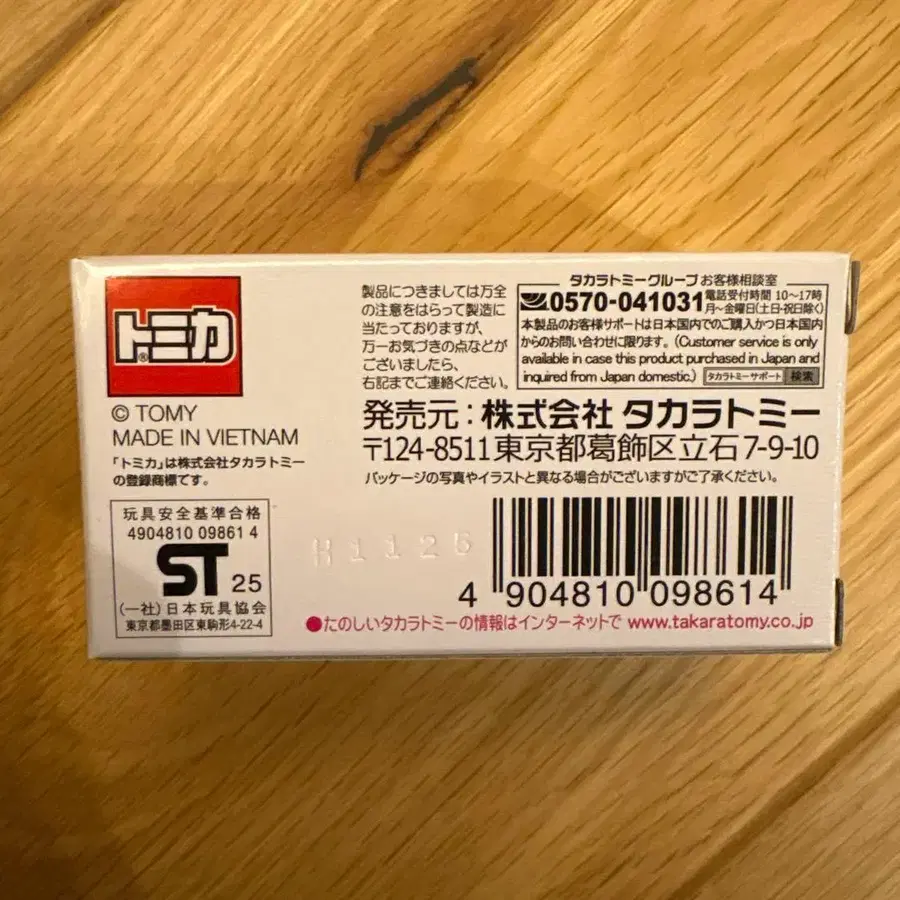 トミカ
®
© TOMY
MADE IN VIETNAM
「トミカ」は株式会社タカラトミー
の登録商標です。
玩具安全基準合格
4904810 09861 4
ST 25
(一社)日本玩具協会
東京都墨田区東駒形4-22-4
製品につきましては万全
の注意をはらって製造に
当たっておりますが、
万一お気づきの点などが
ございましたら、
右記までご連絡ください。
タカラトミーグループ お客様相談室
0570-041031 電話受付時間 10～17時
月～金曜日(土日・祝日除く)
本製品のお客様サポートは日本国内でのご購入かつ日本国内
からのお問い合わせに限ります。(Customer service is only
available in case this product purchased in Japan and
inquired from Japan domestic.) タカラトミーサポート 検索
発売元：株式会社 タカラトミー
〒124-8511 東京都葛飾区立石7-9-10
パッケージの写真やイラストと異なる場合がございますがご了承ください。
H1125
4 904810 098614
●たのしいタカラトミーの情報はインターネットで www.takaratomy.co.jp